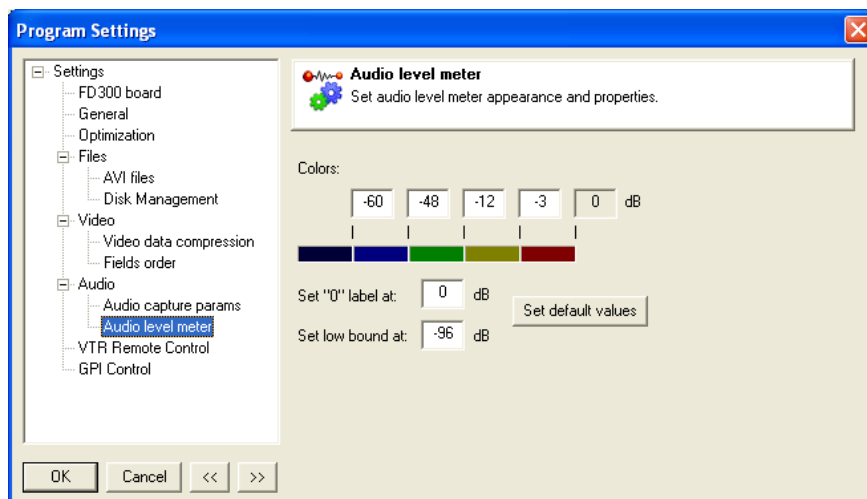 Program Settings
Settings
FD300 board
General
Optimization
Files
AVI files
Disk Management
Video
Video data compression
Fields order
Audio
Audio capture params
Audio level meter
VTR Remote Control
GPI Control
Audio level meter
Set audio level meter appearance and properties.
Colors:
-60 -48 -12 -3 0 dB
Set "0" label at: 0 dB
Set low bound at: -96 dB
Set default values
OK Cancel << >>